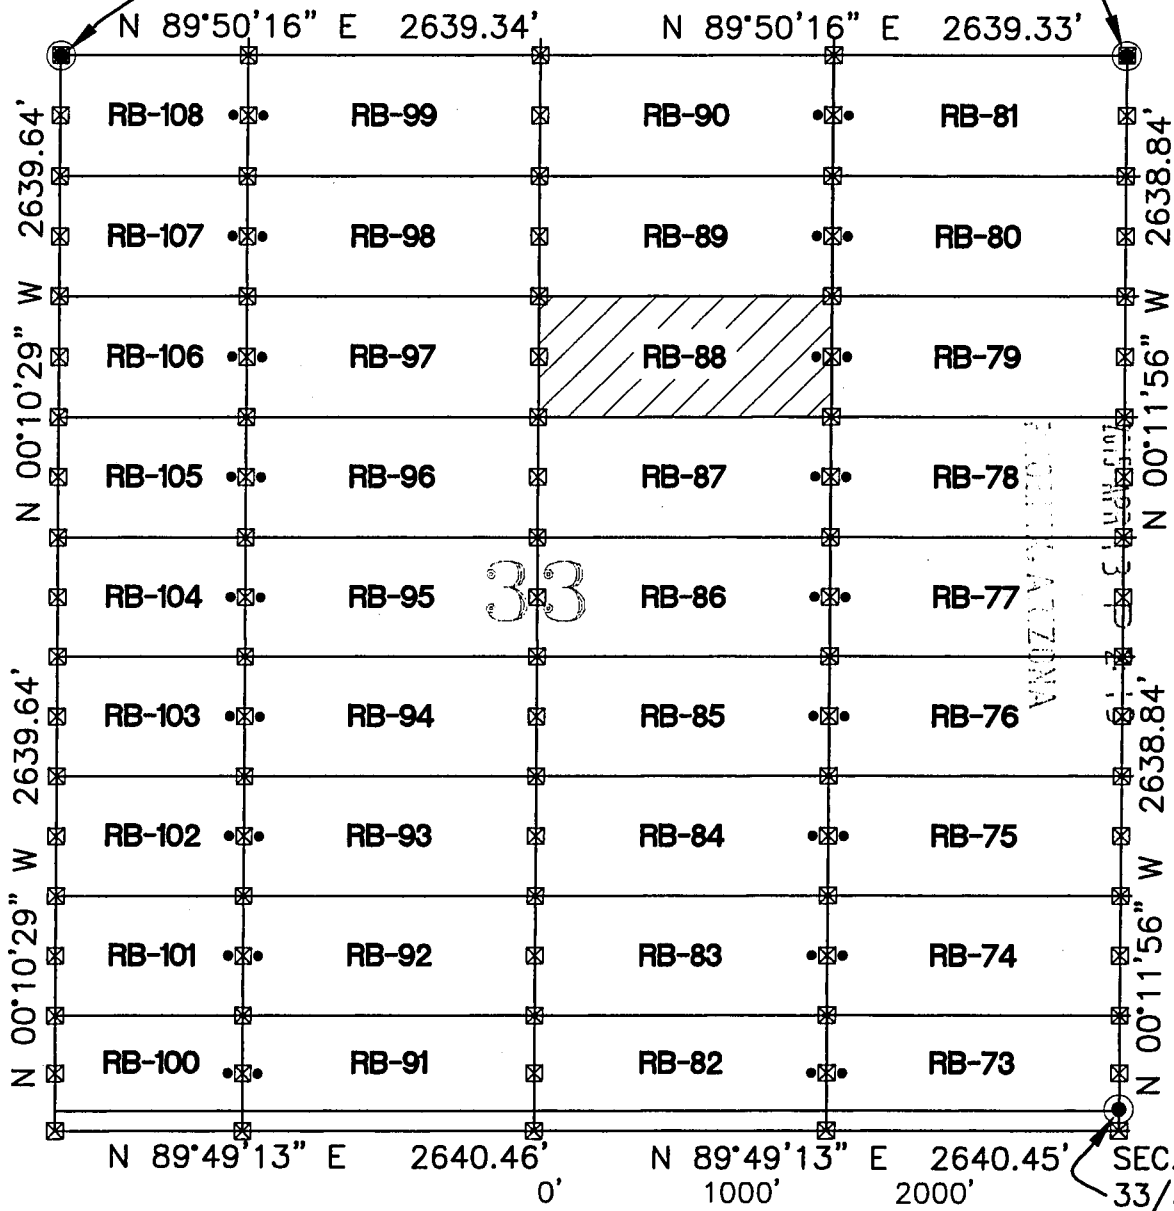 N 89°50'16" E 2639.34' N 89°50'16" E 2639.33'
RB-108 RB-99 RB-90 RB-81
RB-107 RB-98 RB-89 RB-80
RB-106 RB-97 RB-88 RB-79
RB-105 RB-96 RB-87 RB-78
RB-104 RB-95 33 RB-86 RB-77
RB-103 RB-94 RB-85 RB-76
RB-102 RB-93 RB-84 RB-75
RB-101 RB-92 RB-83 RB-74
RB-100 RB-91 RB-82 RB-73
N 00°10'29" W 2639.64'
N 00°10'29" W 2639.64'
N 00°11'56" W 2638.84'
N 00°11'56" W 2638.84'
N 89°49'13" E 2640.46' N 89°49'13" E 2640.45' SEC.
0' 1000' 2000' 33/